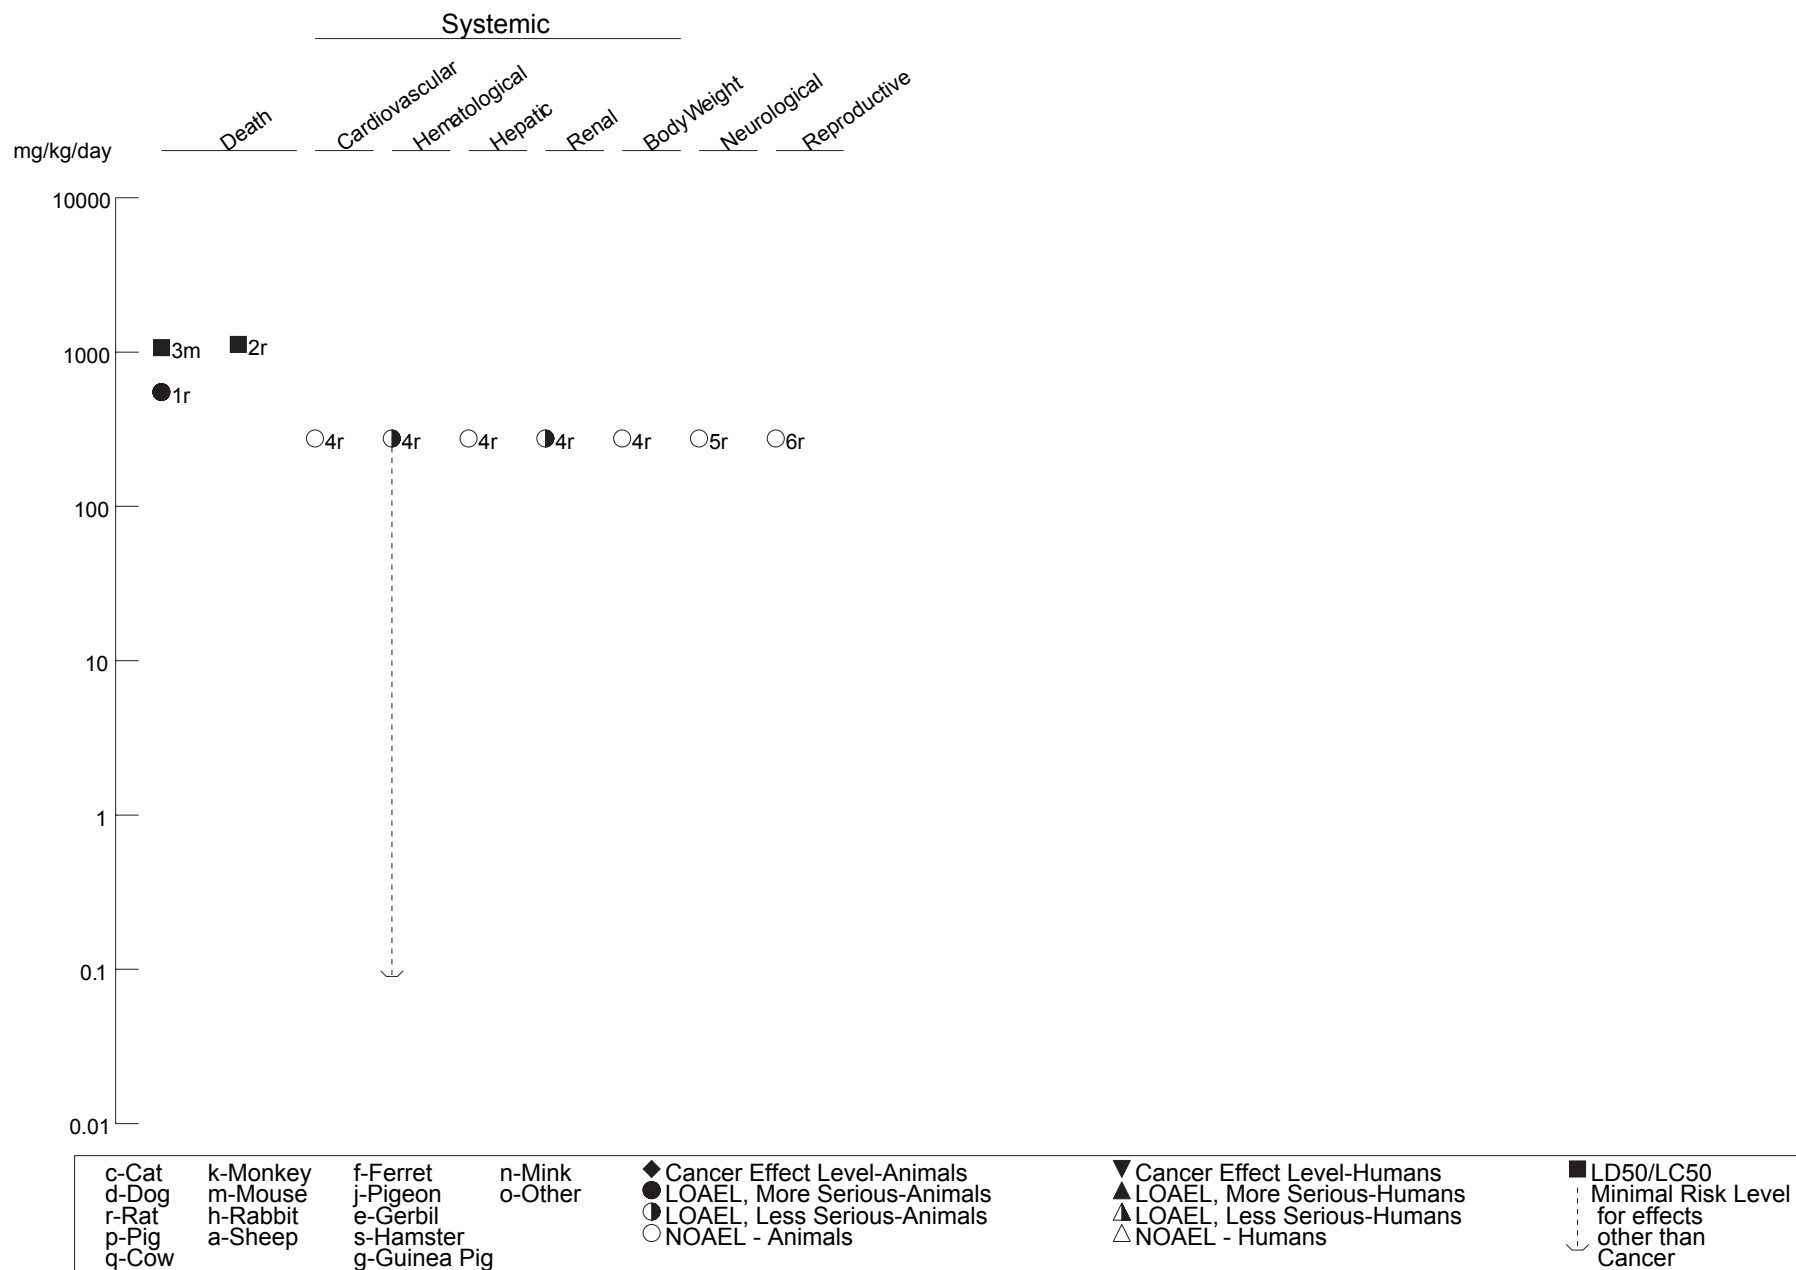 Systemic
Death Cardiovascular Hematological Hepatic Renal Body Weight Neurological Reproductive
mg/kg/day
10000
1000 3m 2r
1r
4r 4r 4r 4r 4r 5r 6r
100
10
1
0.1
0.01
c-Cat k-Monkey f-Ferret n-Mink Cancer Effect Level-Animals Cancer Effect Level-Humans LD50/LC50
d-Dog m-Mouse j-Pigeon o-Other LOAEL, More Serious-Animals LOAEL, More Serious-Humans Minimal Risk Level
r-Rat h-Rabbit e-Gerbil LOAEL, Less Serious-Animals LOAEL, Less Serious-Humans for effects
p-Pig a-Sheep s-Hamster NOAEL - Animals NOAEL - Humans other than
q-Cow g-Guinea Pig Cancer